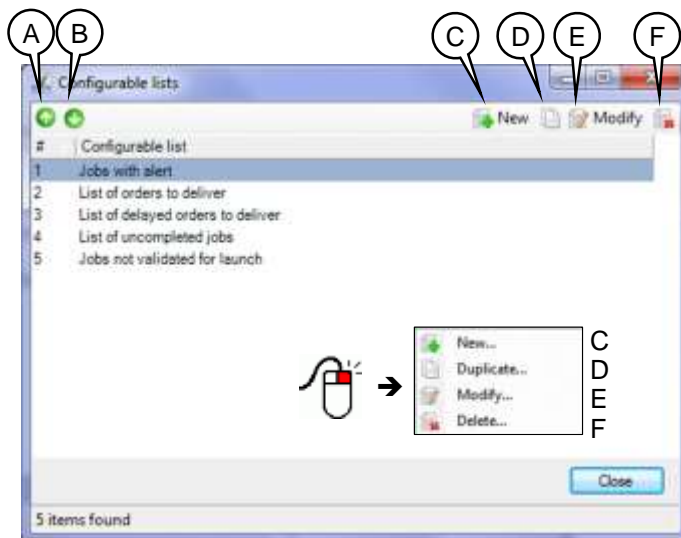 A B C D E F
Configurable lists
New Modify
# Configurable list
1 Jobs with alert
2 List of orders to deliver
3 List of delayed orders to deliver
4 List of uncompleted jobs
5 Jobs not validated for launch
New... C
Duplicate... D
Modify... E
Delete... F
Close
5 items found